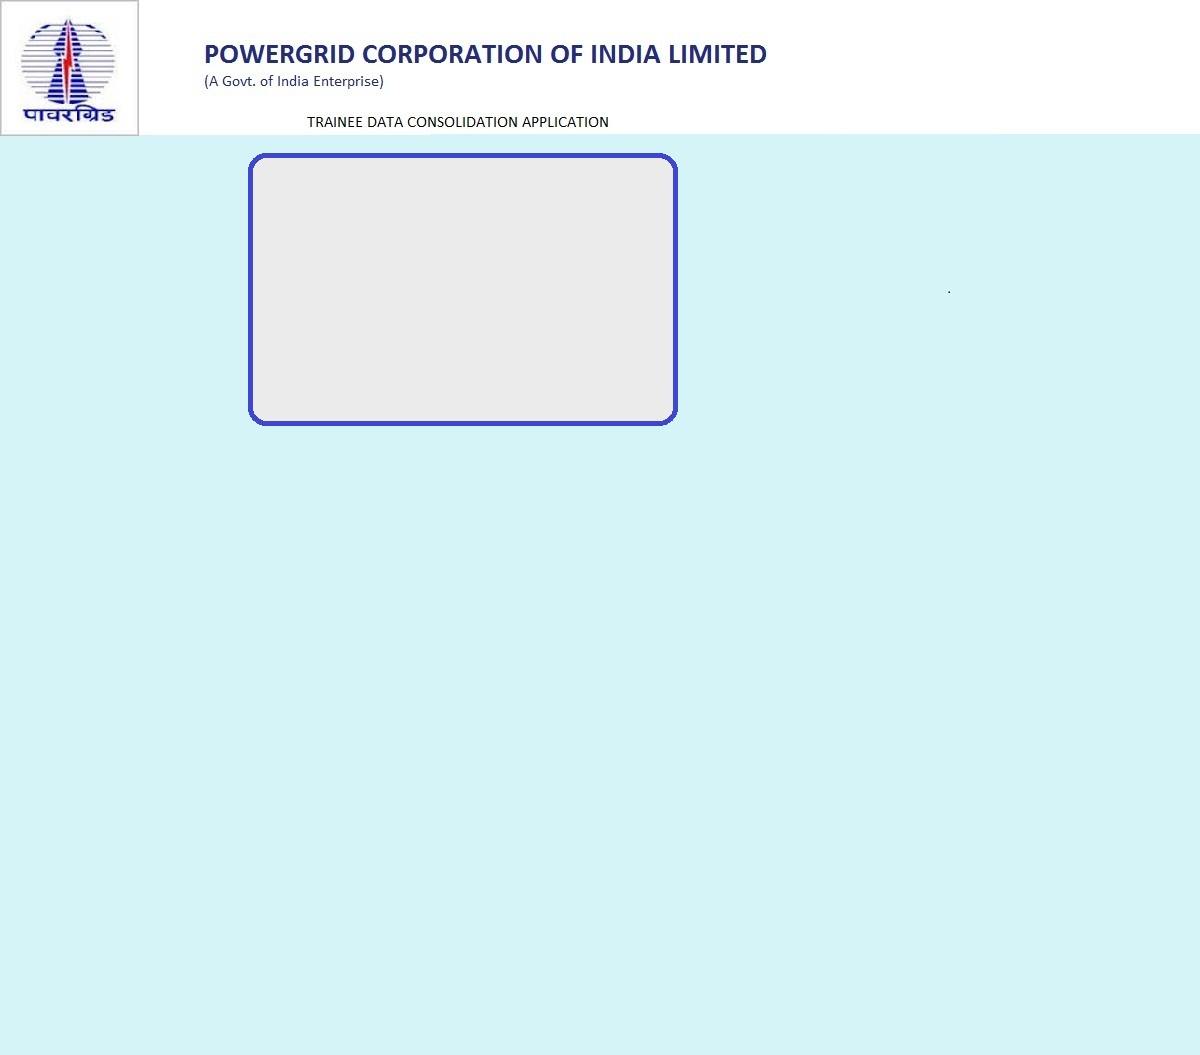 POWERGRID CORPORATION OF INDIA LIMITED
(A Govt. of India Enterprise)
पावरग्रिड
TRAINEE DATA CONSOLIDATION APPLICATION